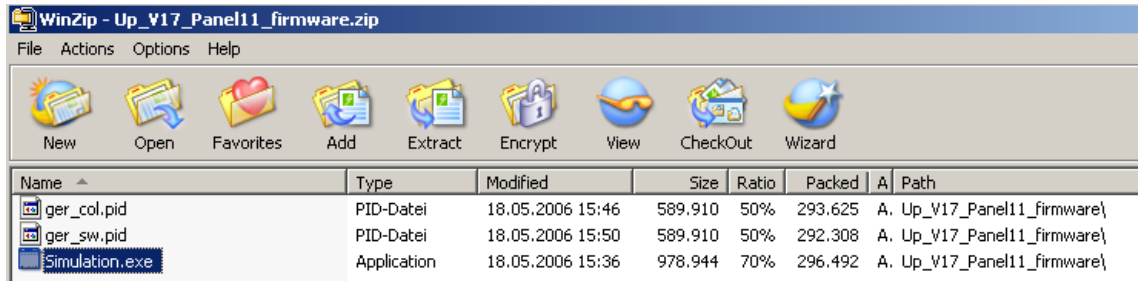 WinZip - Up_V17_Panel11_firmware.zip
File Actions Options Help
New Open Favorites Add Extract Encrypt View CheckOut Wizard
Name Type Modified Size Ratio Packed A Path
ger_col.pid PID-Datei 18.05.2006 15:46 589.910 50% 293.625 A. Up_V17_Panel11_firmware\
ger_sw.pid PID-Datei 18.05.2006 15:50 589.910 50% 292.308 A. Up_V17_Panel11_firmware\
Simulation.exe Application 18.05.2006 15:36 978.944 70% 296.492 A. Up_V17_Panel11_firmware\